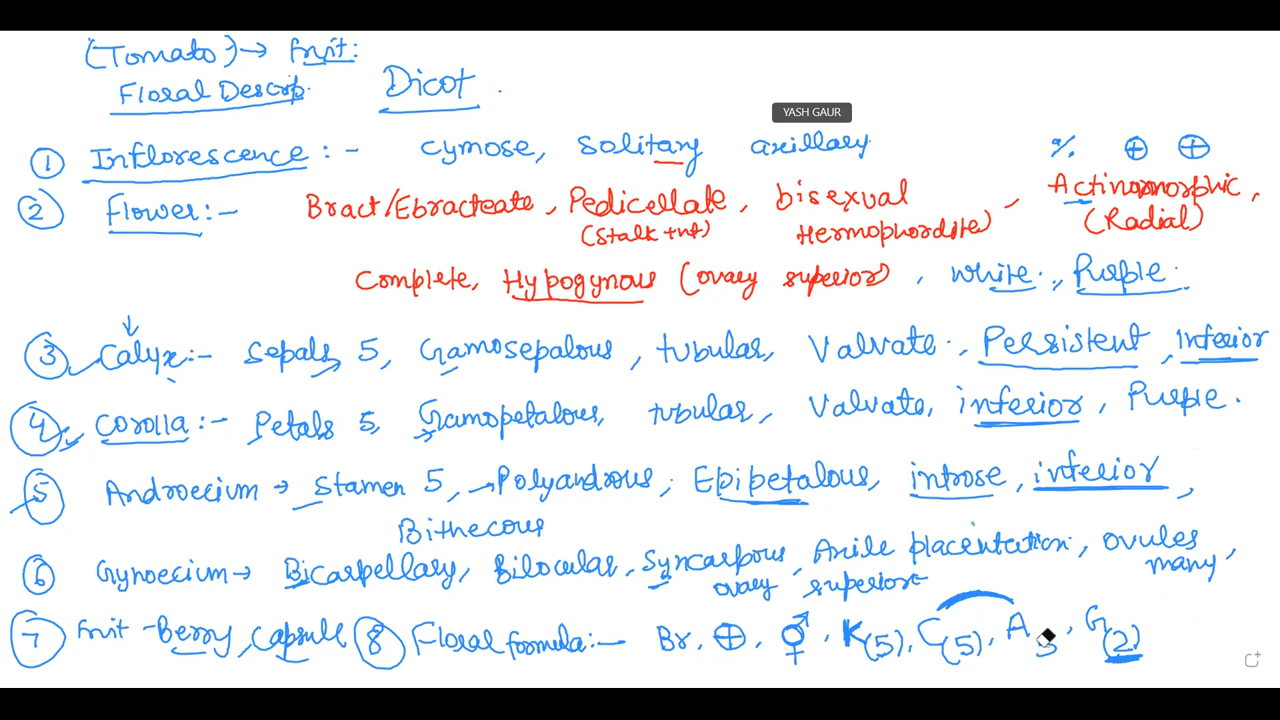 (Tomato) → Fruit:
Floral Descrip. Dicot.
YASH GAUR
① Inflorescence :- cymose, solitary axillary % ⊕ ⊕
② Flower :- Bract/Ebracteate, Pedicellate, bisexual, Actinomorphic,
(Stalk +nt) Hermophordite) (Radial)
Complete, Hypogynous (ovary superior), white, Purple.
③ Calyx :- Sepals 5, Gamosepalous, tubular, Valvate, Persistent, Inferior
④ Corolla :- Petals 5, Gamopetalous, tubular, Valvate, inferior, Purple.
⑤ Androecium → Stamen 5, → Polyandrous, Epipetalous, introse, inferior,
Bithecous
⑥ Gynoecium → Bicarpellary, Bilocular, Syncarpous, Axile placentation, ovules many,
ovary superior
⑦ Fruit - Berry, Capsule ⑧ Floral formula :- Br, ⊕, ⚥, K(5), C(5), A5, G(2)